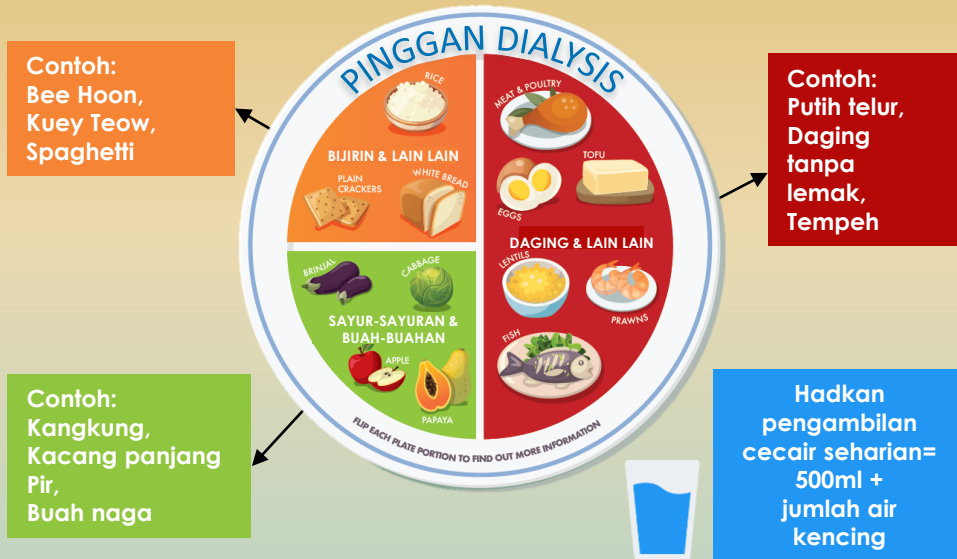 PINGGAN DIALYSIS
Contoh:
Bee Hoon,
Kuey Teow,
Spaghetti
RICE
BIJIRIN & LAIN LAIN
PLAIN
CRACKERS
WHITE BREAD
MEAT & POULTRY
TOFU
EGGS
DAGING & LAIN LAIN
LENTILS
PRAWNS
FISH
Contoh:
Putih telur,
Daging
tanpa
lemak,
Tempeh
BRINJAL
CABBAGE
SAYUR-SAYURAN &
BUAH-BUAHAN
APPLE
PAPAYA
FLIP EACH PLATE PORTION TO FIND OUT MORE INFORMATION
Contoh:
Kangkung,
Kacang panjang
Pir,
Buah naga
Hadkan
pengambilan
cecair seharian=
500ml +
jumlah air
kencing